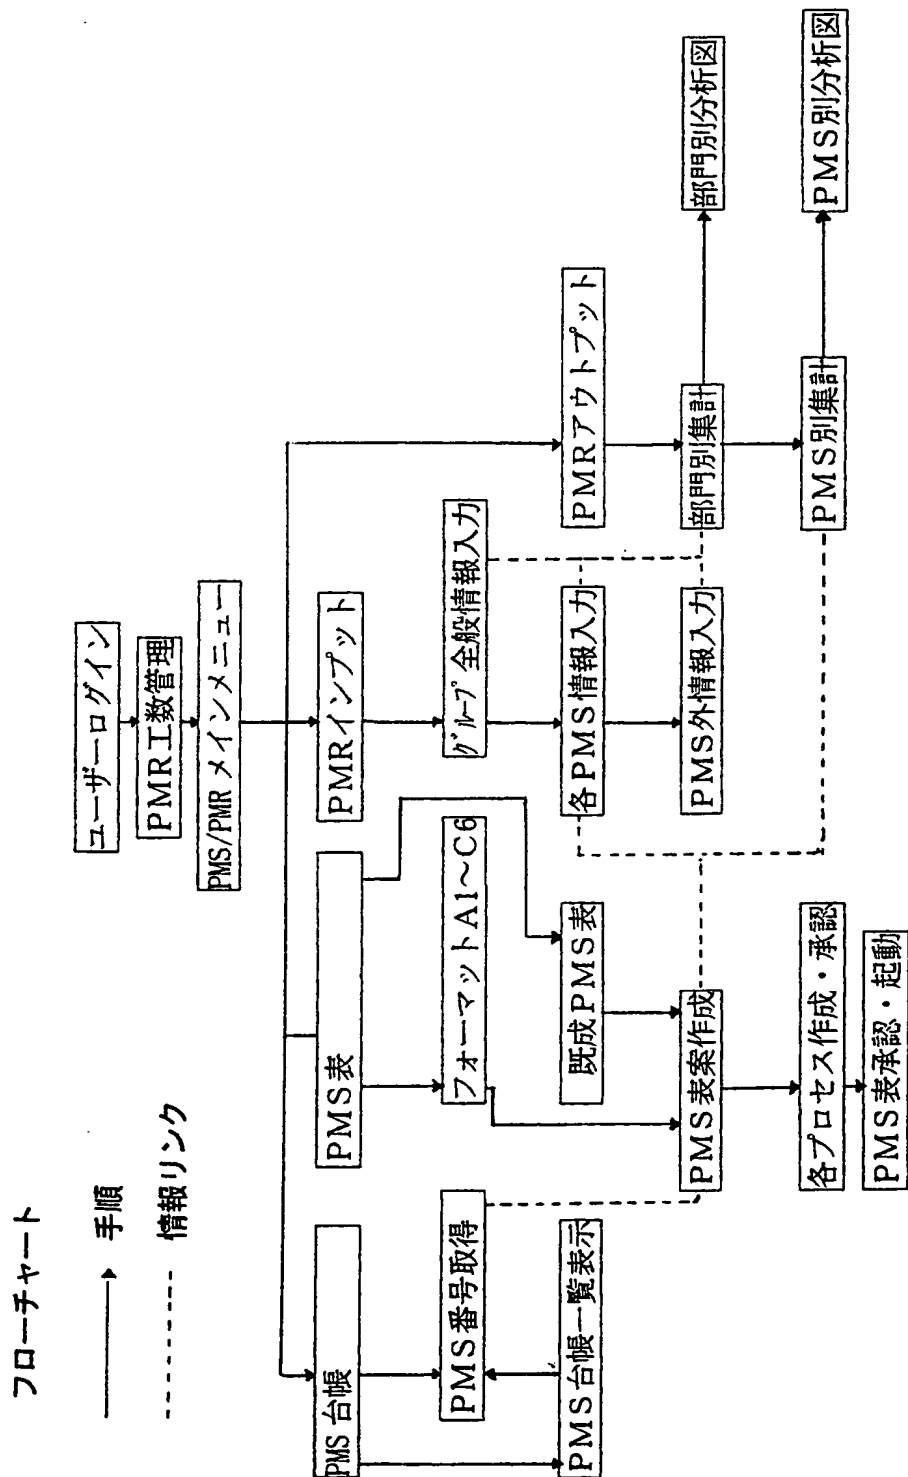 フローチャート
手順
情報リンク
ユーザーログイン
PMR工数管理
PMS/PMR メインメニュー
PMS 台帳
PMS表
PMRインプット
PMS番号取得
フォーマットA1～C6
グループ全般情報入力
PMS台帳一覧表示
既成PMS表
各PMS情報入力
PMRアウトプット
PMS表案作成
PMS外情報入力
部門別集計
部門別分析図
各プロセス作成・承認
PMS別集計
PMS別分析図
PMS表承認・起動